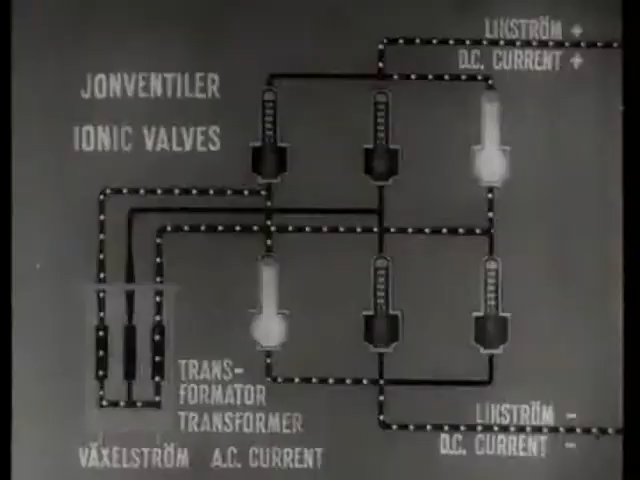 LIKSTRÖM +
D.C. CURRENT +
JONVENTILER
IONIC VALVES
TRANS-
FORMATOR
TRANSFORMER
LIKSTRÖM -
D.C. CURRENT -
VÄXELSTRÖM A.C. CURRENT